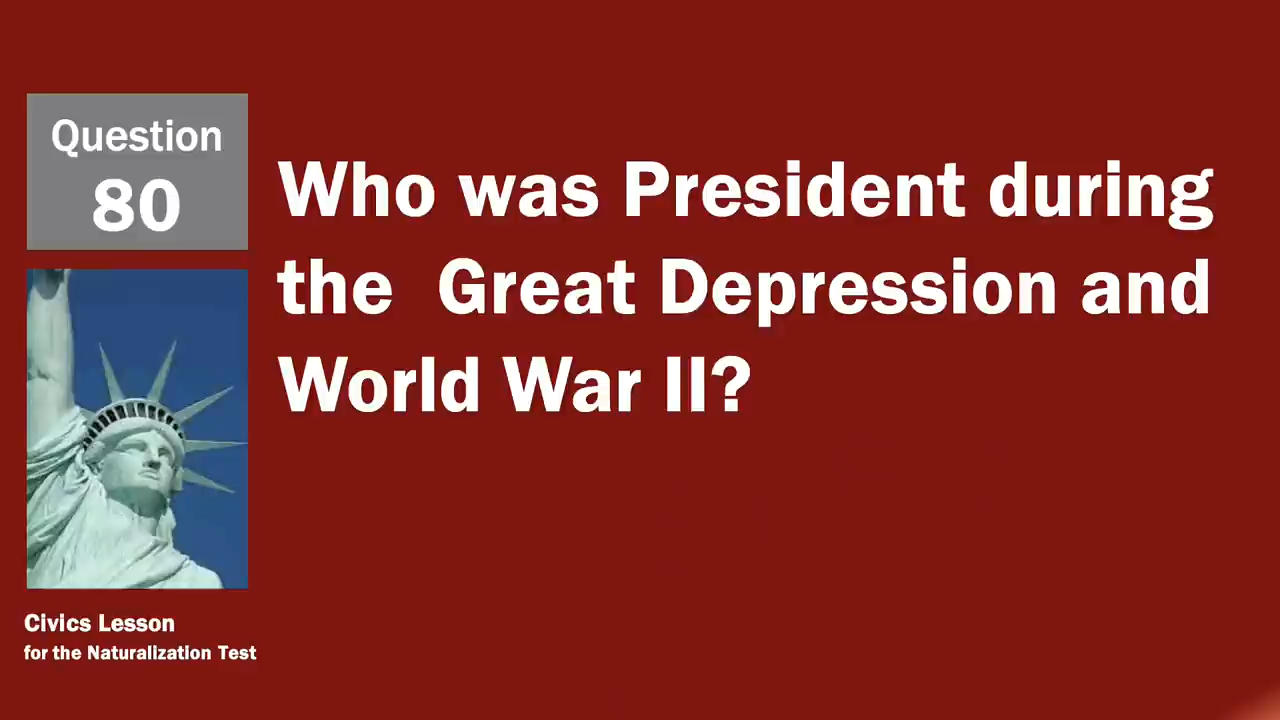 Question
80
Who was President during
the  Great Depression and
World War II?
Civics Lesson
for the Naturalization Test